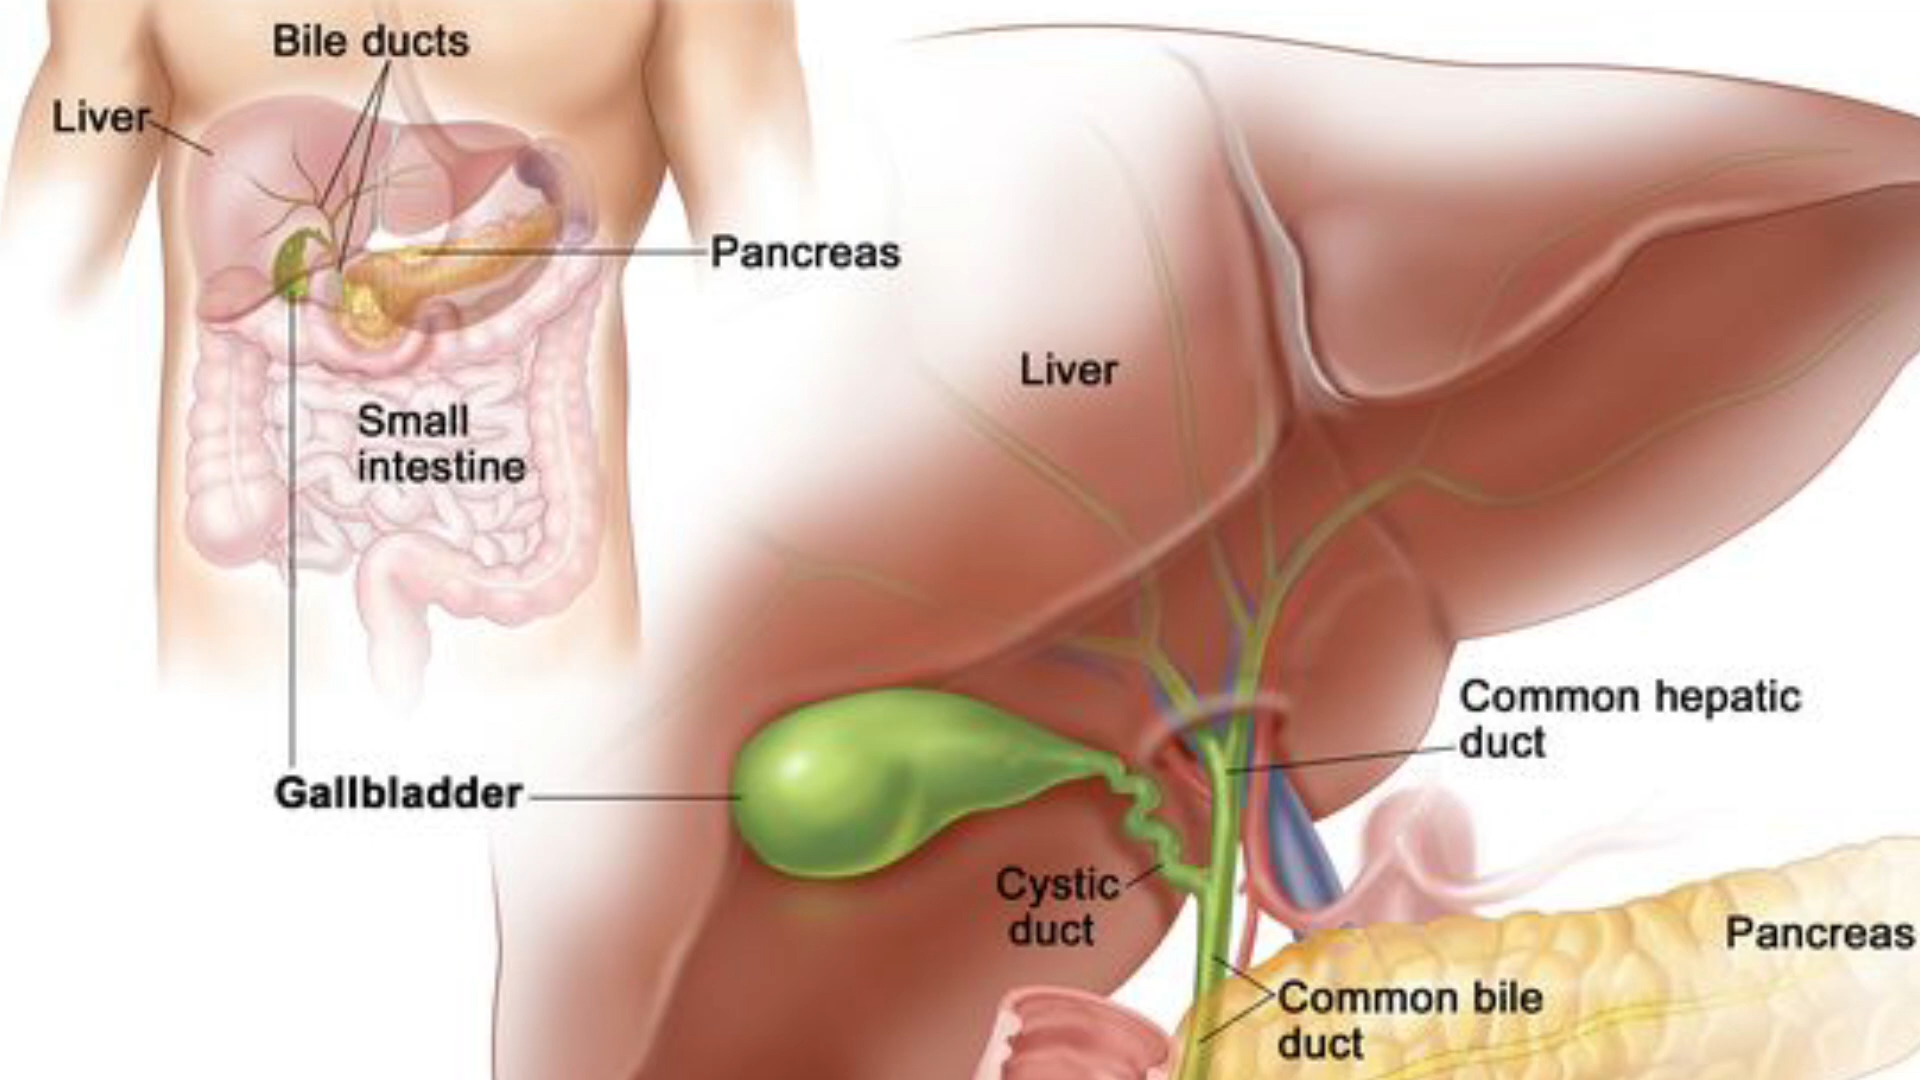 Bile ducts
Liver
Pancreas
Small
intestine
Gallbladder
Liver
Common hepatic
duct
Cystic
duct
Pancreas
Common bile
duct